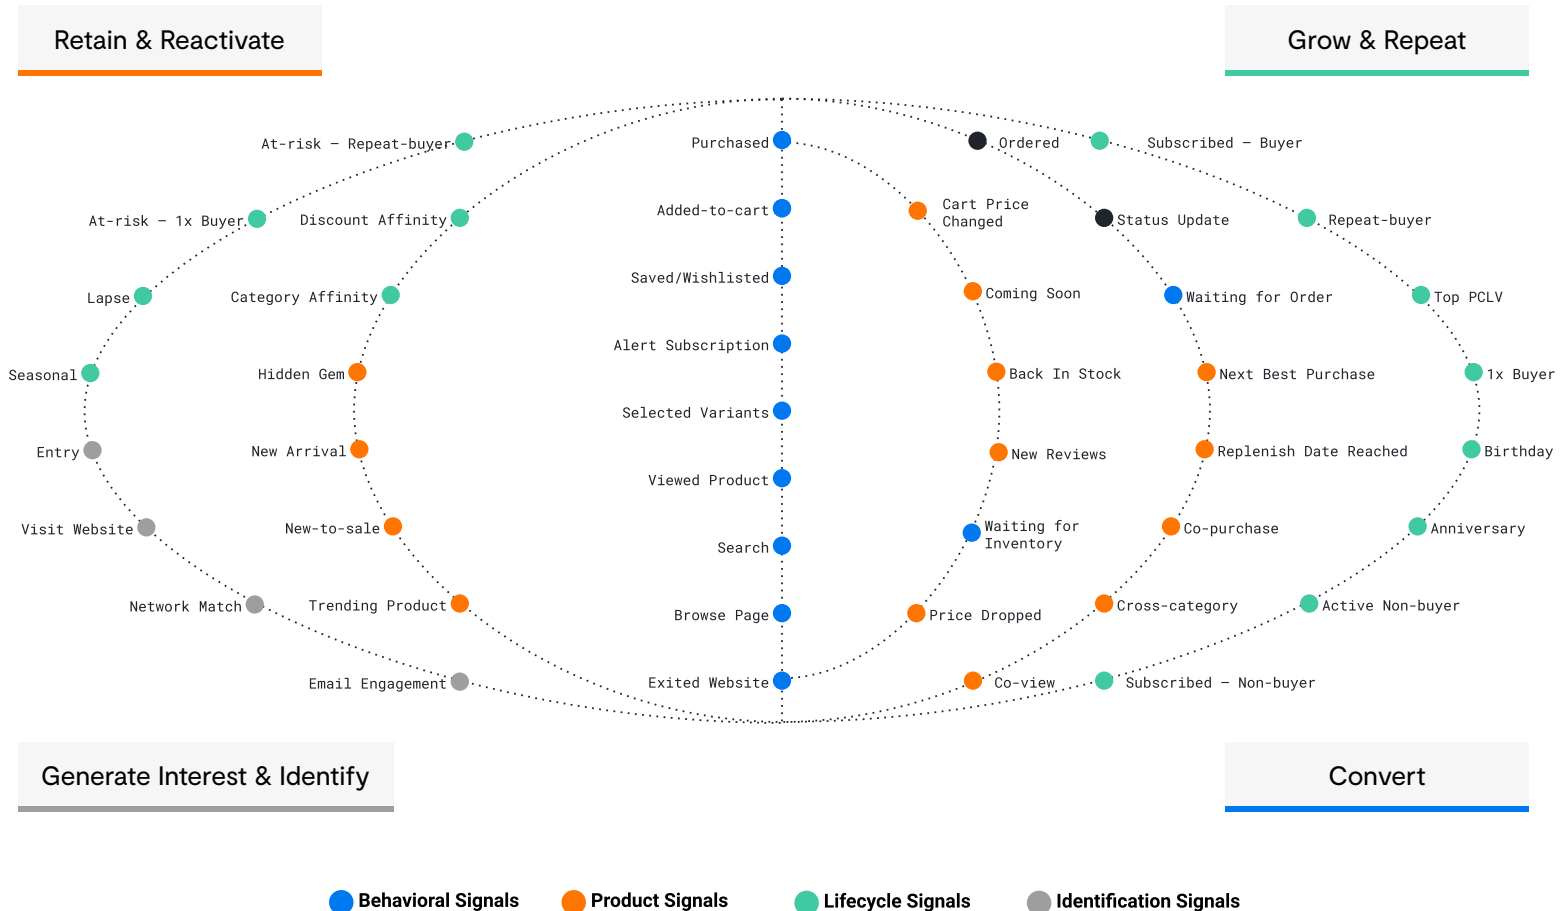 Retain & Reactivate
Grow & Repeat
At-risk – Repeat-buyer
Purchased
Ordered
Subscribed – Buyer
At-risk – 1x Buyer
Discount Affinity
Added-to-cart
Cart Price
Changed
Status Update
Repeat-buyer
Lapse
Category Affinity
Saved/Wishlisted
Coming Soon
Waiting for Order
Top PCLV
Alert Subscription
Seasonal
Hidden Gem
Back In Stock
Next Best Purchase
1x Buyer
Selected Variants
Entry
New Arrival
New Reviews
Replenish Date Reached
Birthday
Viewed Product
Visit Website
New-to-sale
Waiting for
Inventory
Co-purchase
Anniversary
Search
Network Match
Trending Product
Browse Page
Price Dropped
Cross-category
Active Non-buyer
Email Engagement
Exited Website
Co-view
Subscribed – Non-buyer
Generate Interest & Identify
Convert
Behavioral Signals
Product Signals
Lifecycle Signals
Identification Signals